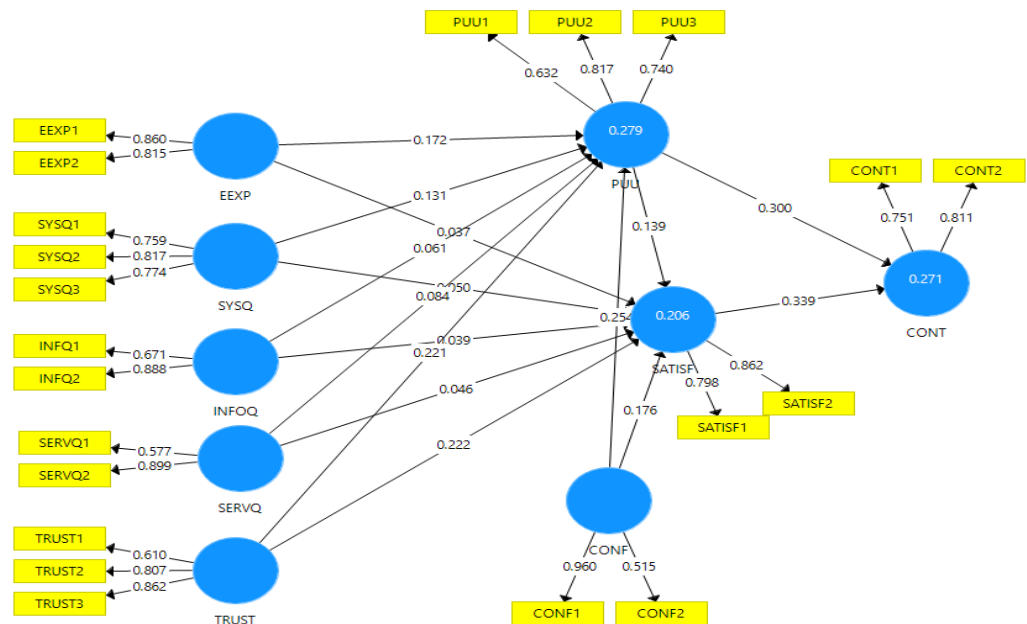 PUU1 PUU2 PUU3
0.632 0.817 0.740
EEXP1
EEXP2
0.860
0.815
EEXP
0.172
0.279
PUU
CONT1 CONT2
0.751 0.811
0.271
CONT
0.131
0.037
0.061
0.139
0.300
SYSQ1
SYSQ2
SYSQ3
0.759
0.817
0.774
SYSQ
0.050
0.084
0.254
0.206
SATISF
0.339
INFQ1
INFQ2
0.671
0.888
INFOQ
0.039
0.221
0.046
0.798
0.862
SATISF1
SATISF2
SERVQ1
SERVQ2
0.577
0.899
SERVQ
0.222
0.176
TRUST1
TRUST2
TRUST3
0.610
0.807
0.862
TRUST
CONF
0.960 0.515
CONF1 CONF2